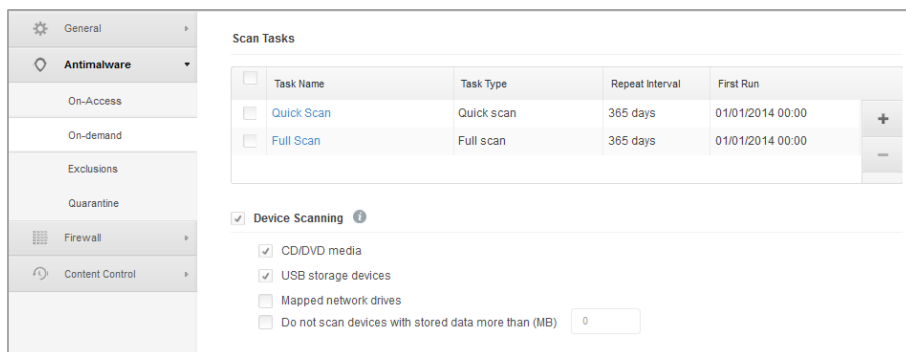 General
Antimalware
On-Access
On-demand
Exclusions
Quarantine
Firewall
Content Control
Scan Tasks
Task Name Task Type Repeat Interval First Run
Quick Scan Quick scan 365 days 01/01/2014 00:00
Full Scan Full scan 365 days 01/01/2014 00:00
Device Scanning
CD/DVD media
USB storage devices
Mapped network drives
Do not scan devices with stored data more than (MB) 0